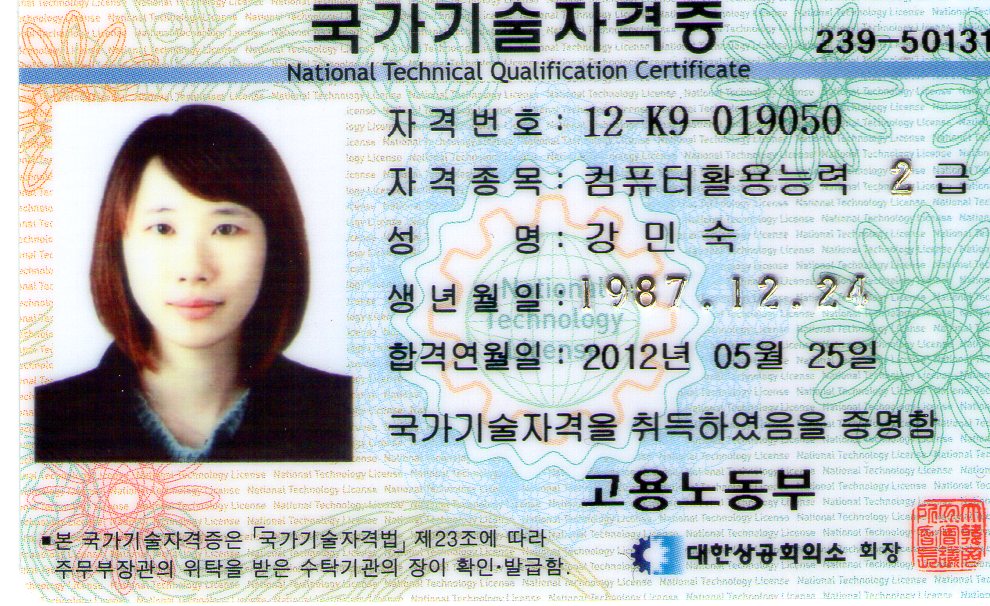 국가기술자격증
239-50131
National Technical Qualification Certificate
자격번호 : 12-K9-019050
자격종목 : 컴퓨터활용능력 2 급
성 명 : 강 민 숙
생년월일 : 1987.12.24
합격연월일 : 2012년 05월 25일
National
Technology
License
국가기술자격을 취득하였음을 증명함
고용노동부
▪본 국가기술자격증은 「국가기술자격법」 제23조에 따라
주무부장관의 위탁을 받은 수탁기관의 장이 확인·발급함.
대한상공회의소 회장